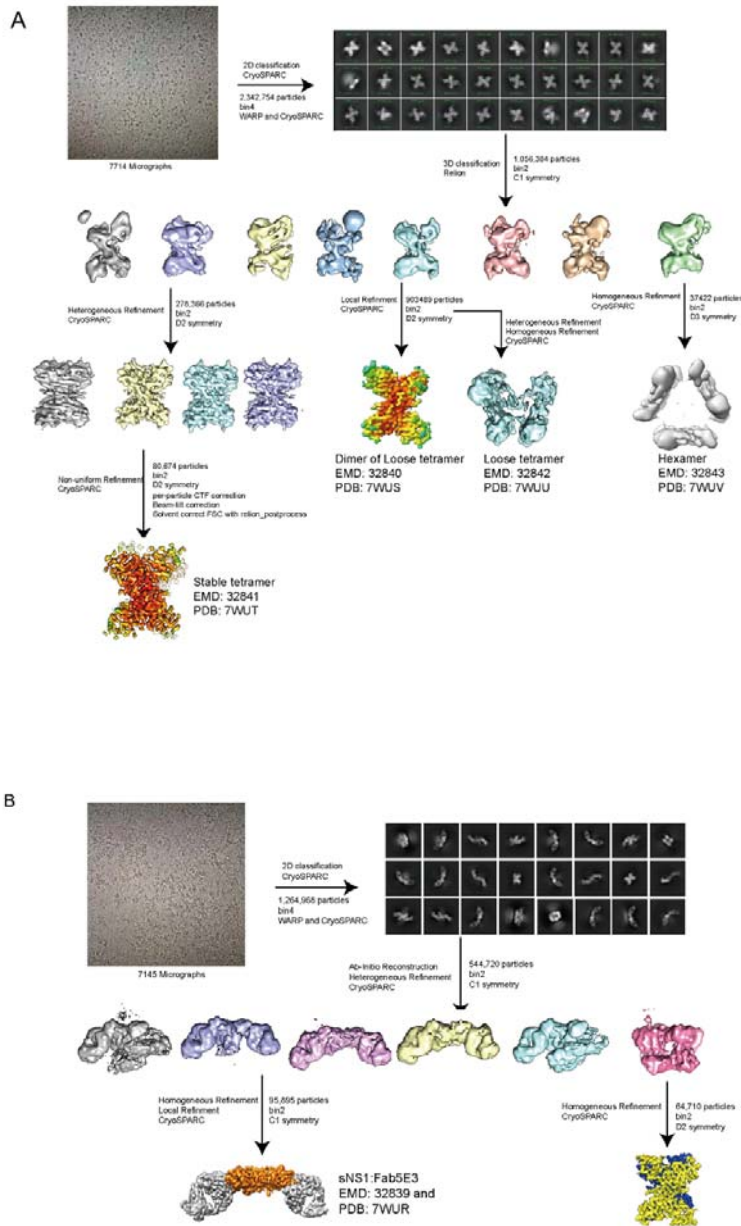 A
2D classification
CryoSPARC
2,342,754 particles
bin4
WARP and CryoSPARC
7714 Micrographs
3D classification
Relion
1,056,384 particles
bin2
C1 symmetry
Heterogeneous Refinement
CryoSPARC
278,366 particles
bin2
D2 symmetry
Local Refinment
CryoSPARC
903489 particles
bin2
D2 symmetry
Heterogeneous Refinement
Homogeneous Refinement
CryoSPARC
Homogeneous Refinement
CryoSPARC
37422 particles
bin2
D3 symmetry
Dimer of Loose tetramer
EMD: 32840
PDB: 7WUS
Loose tetramer
EMD: 32842
PDB: 7WUU
Hexamer
EMD: 32843
PDB: 7WUV
Non-uniform Refinement
CryoSPARC
80,674 particles
bin2
D2 symmetry
per-particle CTF correction
Beam-tilt correction
Solvent correct FSC with relion_postprocess
Stable tetramer
EMD: 32841
PDB: 7WUT
B
2D classification
CryoSPARC
1,264,968 particles
bin4
WARP and CryoSPARC
7145 Micrographs
Ab-Initio Reconstruction
Heterogeneous Refinement
CryoSPARC
544,720 particles
bin2
C1 symmetry
Homogeneous Refinement
Local Refinment
CryoSPARC
95,895 particles
bin2
C1 symmetry
Homogeneous Refinement
CryoSPARC
64,710 particles
bin2
D2 symmetry
sNS1:Fab5E3
EMD: 32839 and
PDB: 7WUR